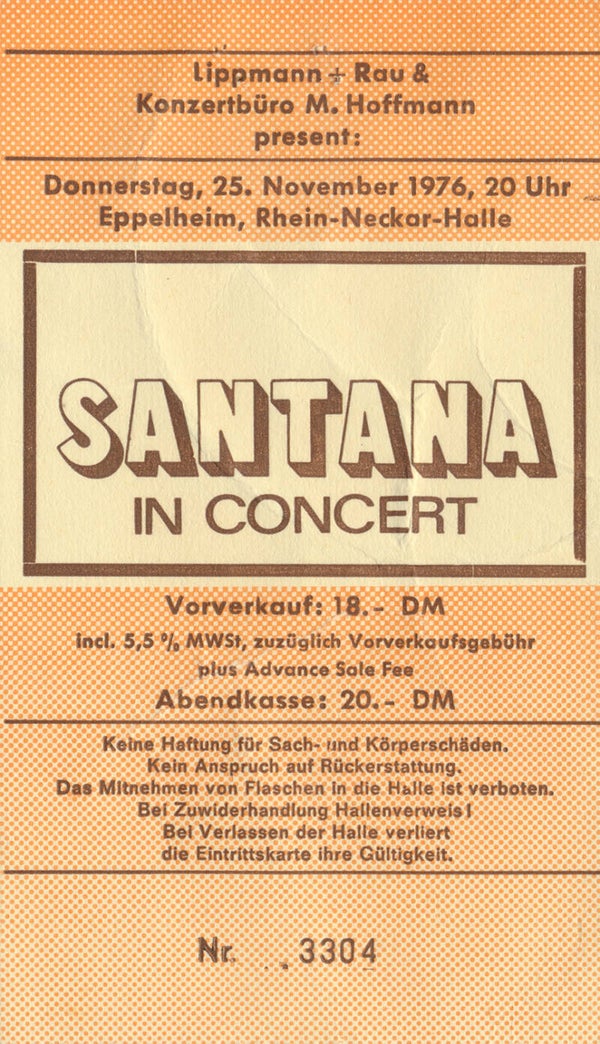 Lippmann + Rau &
Konzertbüro M. Hoffmann
present:
Donnerstag, 25. November 1976, 20 Uhr
Eppelheim, Rhein-Neckar-Halle
SANTANA
IN CONCERT
Vorverkauf: 18.- DM
incl. 5,5 % MWSt, zuzüglich Vorverkaufsgebühr
plus Advance Sale Fee
Abendkasse: 20.- DM
Keine Haftung für Sach- und Körperschäden.
Kein Anspruch auf Rückerstattung.
Das Mitnehmen von Flaschen in die Halle ist verboten.
Bei Zuwiderhandlung Hallenverweis!
Bei Verlassen der Halle verliert
die Eintrittskarte ihre Gültigkeit.
Nr. 3304